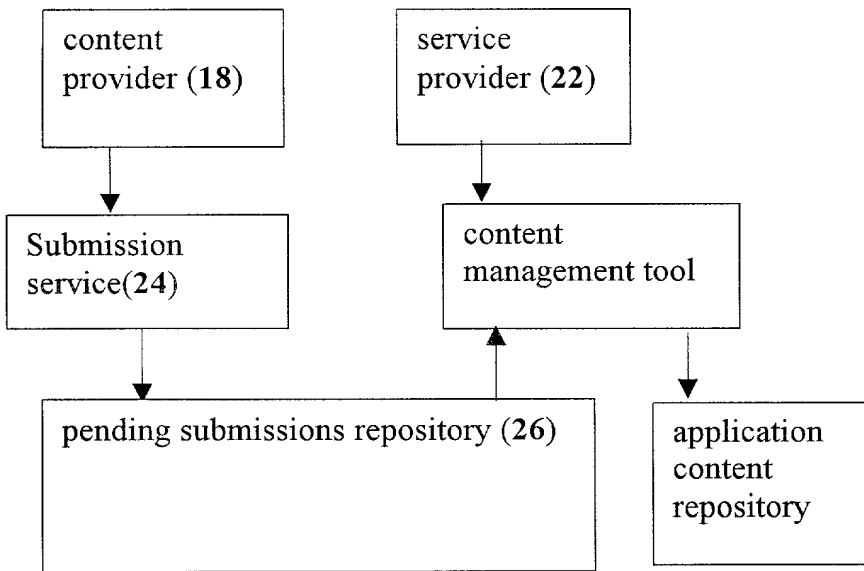 content
provider (18)
service
provider (22)
Submission
service(24)
content
management tool
pending submissions repository (26)
application
content
repository